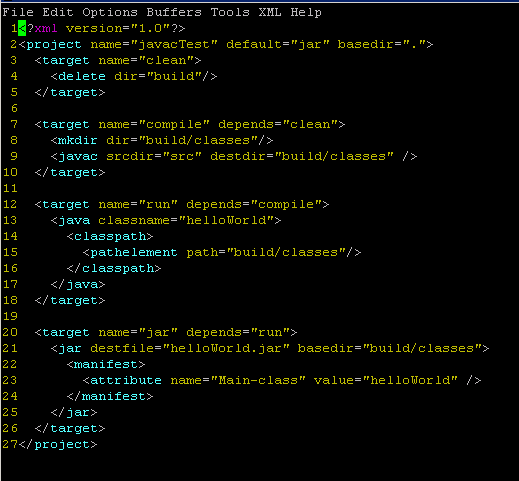 File Edit Options Buffers Tools XML Help
1<?xml version="1.0"?>
2<project name="javacTest" default="jar" basedir=".">
3  <target name="clean">
4    <delete dir="build"/>
5  </target>
6
7  <target name="compile" depends="clean">
8    <mkdir dir="build/classes"/>
9    <javac srcdir="src" destdir="build/classes" />
10  </target>
11
12  <target name="run" depends="compile">
13    <java classname="helloWorld">
14      <classpath>
15        <pathelement path="build/classes"/>
16      </classpath>
17    </java>
18  </target>
19
20  <target name="jar" depends="run">
21    <jar destfile="helloWorld.jar" basedir="build/classes">
22      <manifest>
23        <attribute name="Main-class" value="helloWorld" />
24      </manifest>
25    </jar>
26  </target>
27</project>